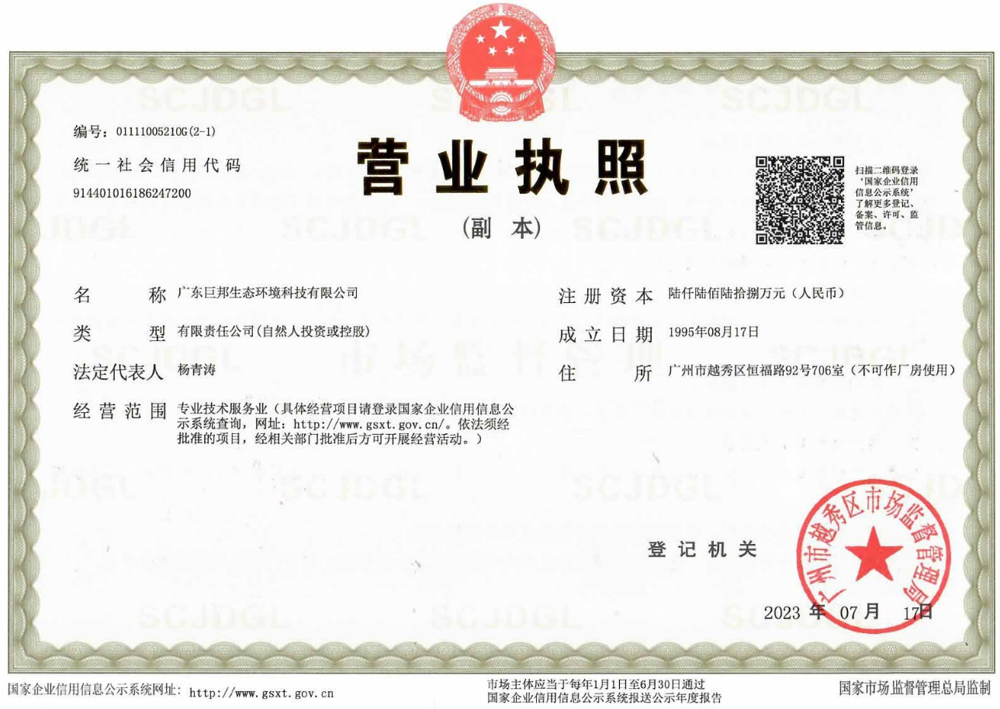 编号：01111005210G(2-1)
统一社会信用代码
914401016186247200
营业执照
(副 本)
扫描二维码登录
‘国家企业信用
信息公示系统’
了解更多登记、
备案、许可、监
管信息。
名 称 广东巨邦生态环境科技有限公司
类 型 有限责任公司(自然人投资或控股)
法定代表人 杨青涛
经营范围 专业技术服务业（具体经营项目请登录国家企业信用信息公
示系统查询，网址：http://www.gsxt.gov.cn/。依法须经
批准的项目，经相关部门批准后方可开展经营活动。）
注册资本 陆仟陆佰陆拾捌万元（人民币）
成立日期 1995年08月17日
住 所 广州市越秀区恒福路92号706室（不可作厂房使用）
登记机关
广州市越秀区市场监督管理局
2023 年 07 月 17日
国家企业信用信息公示系统网址：http://www.gsxt.gov.cn
市场主体应当于每年1月1日至6月30日通过
国家企业信用信息公示系统报送公示年度报告
国家市场监督管理总局监制
SCJDGL